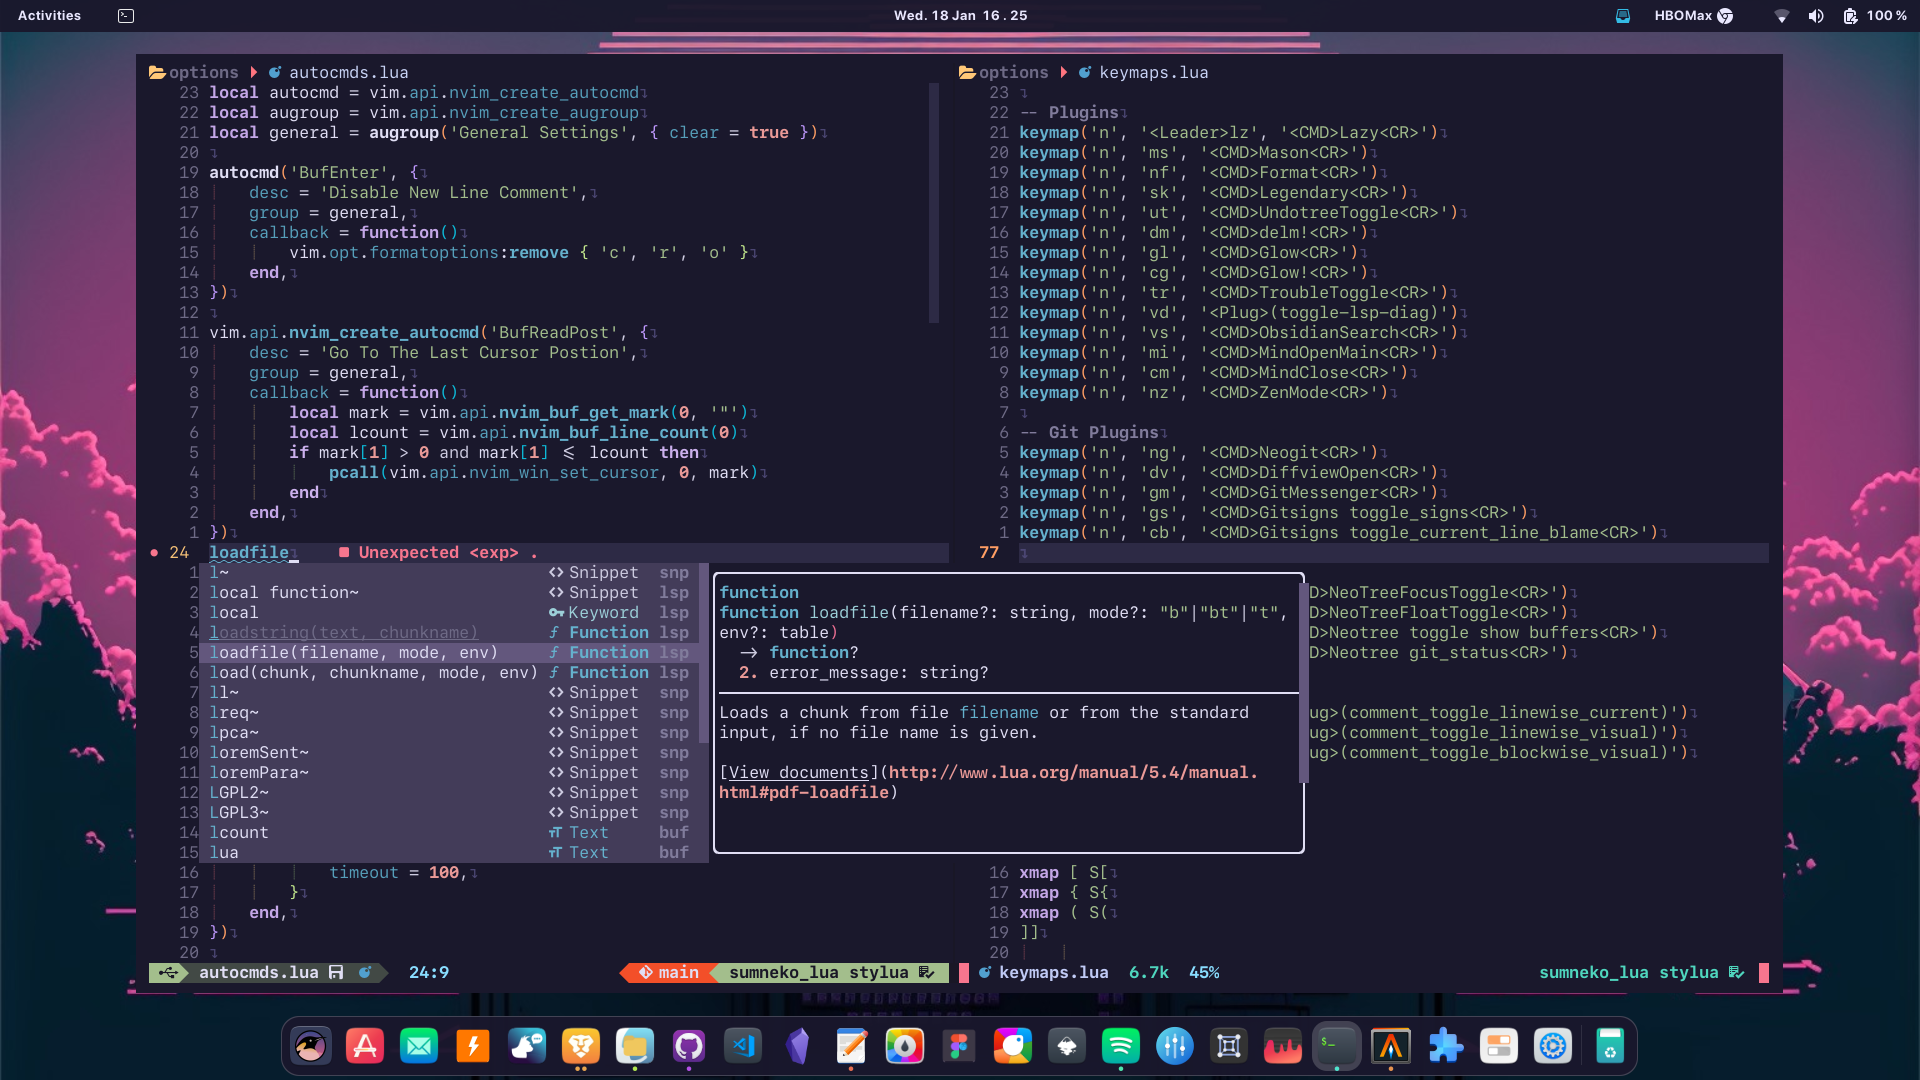 Activities
Wed. 18 Jan 16 . 25
HBOMax
100 %
options autocmds.lua
23 local autocmd = vim.api.nvim_create_autocmd
22 local augroup = vim.api.nvim_create_augroup
21 local general = augroup('General Settings', { clear = true })
20
19 autocmd('BufEnter', {
18 desc = 'Disable New Line Comment',
17 group = general,
16 callback = function()
15 vim.opt.formatoptions:remove { 'c', 'r', 'o' }
14 end,
13 })
12
11 vim.api.nvim_create_autocmd('BufReadPost', {
10 desc = 'Go To The Last Cursor Postion',
9 group = general,
8 callback = function()
7 local mark = vim.api.nvim_buf_get_mark(0, '"')
6 local lcount = vim.api.nvim_buf_line_count(0)
5 if mark[1] > 0 and mark[1] ⩽ lcount then
4 pcall(vim.api.nvim_win_set_cursor, 0, mark)
3 end
2 end,
1 })
24 loadfile Unexpected <exp> .
1 l~ Snippet snp
2 local function~ Snippet lsp
3 local Keyword lsp
4 loadstring(text, chunkname) Function lsp
5 loadfile(filename, mode, env) Function lsp
6 load(chunk, chunkname, mode, env) Function lsp
7 ll~ Snippet snp
8 lreq~ Snippet snp
9 lpca~ Snippet snp
10 loremSent~ Snippet snp
11 loremPara~ Snippet snp
12 LGPL2~ Snippet snp
13 LGPL3~ Snippet snp
14 lcount Text buf
15 lua Text buf
16 timeout = 100,
17 }
18 end,
19 })
20
function
function loadfile(filename?: string, mode?: "b"|"bt"|"t",
env?: table)
→ function?
2. error_message: string?
Loads a chunk from file filename or from the standard
input, if no file name is given.
[View documents](http://www.lua.org/manual/5.4/manual.
html#pdf-loadfile)
autocmds.lua 24:9 main sumneko_lua stylua
options keymaps.lua
23
22 -- Plugins
21 keymap('n', '<Leader>lz', '<CMD>Lazy<CR>')
20 keymap('n', 'ms', '<CMD>Mason<CR>')
19 keymap('n', 'nf', '<CMD>Format<CR>')
18 keymap('n', 'sk', '<CMD>Legendary<CR>')
17 keymap('n', 'ut', '<CMD>UndotreeToggle<CR>')
16 keymap('n', 'dm', '<CMD>delm!<CR>')
15 keymap('n', 'gl', '<CMD>Glow<CR>')
14 keymap('n', 'cg', '<CMD>Glow!<CR>')
13 keymap('n', 'tr', '<CMD>TroubleToggle<CR>')
12 keymap('n', 'vd', '<Plug>(toggle-lsp-diag)')
11 keymap('n', 'vs', '<CMD>ObsidianSearch<CR>')
10 keymap('n', 'mi', '<CMD>MindOpenMain<CR>')
9 keymap('n', 'cm', '<CMD>MindClose<CR>')
8 keymap('n', 'nz', '<CMD>ZenMode<CR>')
7
6 -- Git Plugins
5 keymap('n', 'ng', '<CMD>Neogit<CR>')
4 keymap('n', 'dv', '<CMD>DiffviewOpen<CR>')
3 keymap('n', 'gm', '<CMD>GitMessenger<CR>')
2 keymap('n', 'gs', '<CMD>Gitsigns toggle_signs<CR>')
1 keymap('n', 'cb', '<CMD>Gitsigns toggle_current_line_blame<CR>')
77
D>NeoTreeFocusToggle<CR>')
D>NeoTreeFloatToggle<CR>')
D>Neotree toggle show buffers<CR>')
D>Neotree git_status<CR>')
ug>(comment_toggle_linewise_current)')
ug>(comment_toggle_linewise_visual)')
ug>(comment_toggle_blockwise_visual)')
16 xmap [ S[
17 xmap { S{
18 xmap ( S(
19 ]]
20
keymaps.lua 6.7k 45% sumneko_lua stylua